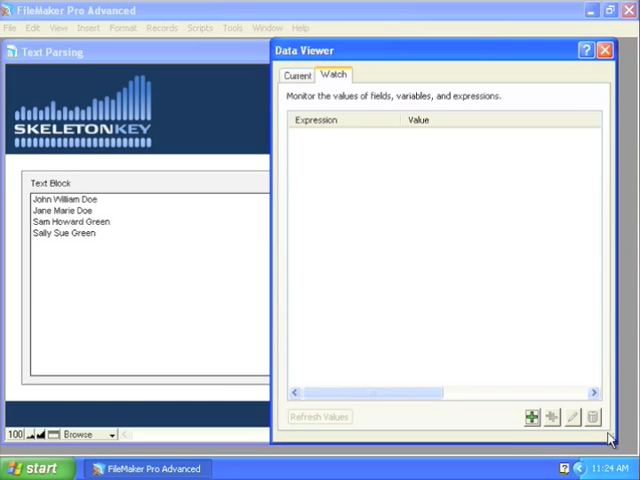 FileMaker Pro Advanced
File Edit View Insert Format Records Scripts Tools Window Help
Text Parsing
SKELETONKEY
Text Block
John William Doe
Jane Marie Doe
Sam Howard Green
Sally Sue Green
100 Browse
Data Viewer
Current Watch
Monitor the values of fields, variables, and expressions.
Expression Value
Refresh Values
start FileMaker Pro Advanced 11:24 AM